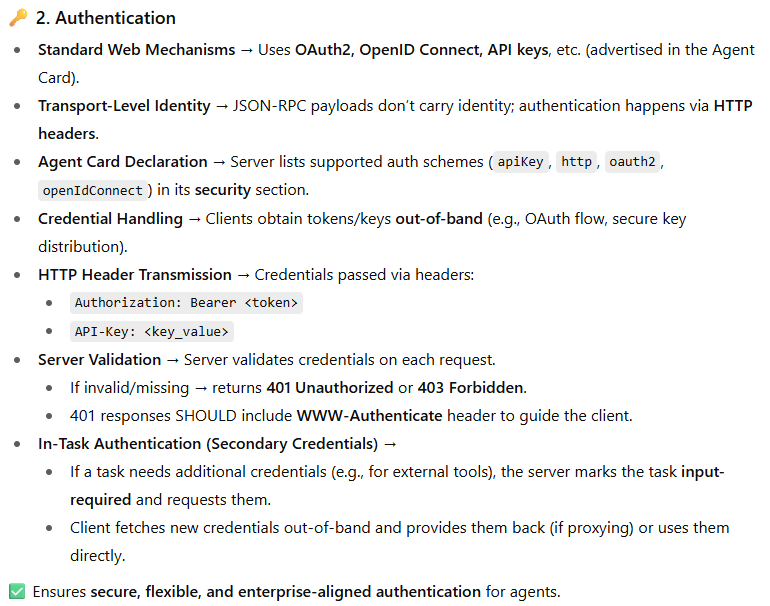 🔑 2. Authentication
• Standard Web Mechanisms → Uses OAuth2, OpenID Connect, API keys, etc. (advertised in the Agent
Card).
• Transport-Level Identity → JSON-RPC payloads don’t carry identity; authentication happens via HTTP
headers.
• Agent Card Declaration → Server lists supported auth schemes ( apiKey , http , oauth2 ,
openIdConnect ) in its security section.
• Credential Handling → Clients obtain tokens/keys out-of-band (e.g., OAuth flow, secure key
distribution).
• HTTP Header Transmission → Credentials passed via headers:
• Authorization: Bearer <token>
• API-Key: <key_value>
• Server Validation → Server validates credentials on each request.
• If invalid/missing → returns 401 Unauthorized or 403 Forbidden.
• 401 responses SHOULD include WWW-Authenticate header to guide the client.
• In-Task Authentication (Secondary Credentials) →
• If a task needs additional credentials (e.g., for external tools), the server marks the task input-
required and requests them.
• Client fetches new credentials out-of-band and provides them back (if proxying) or uses them
directly.
✅ Ensures secure, flexible, and enterprise-aligned authentication for agents.